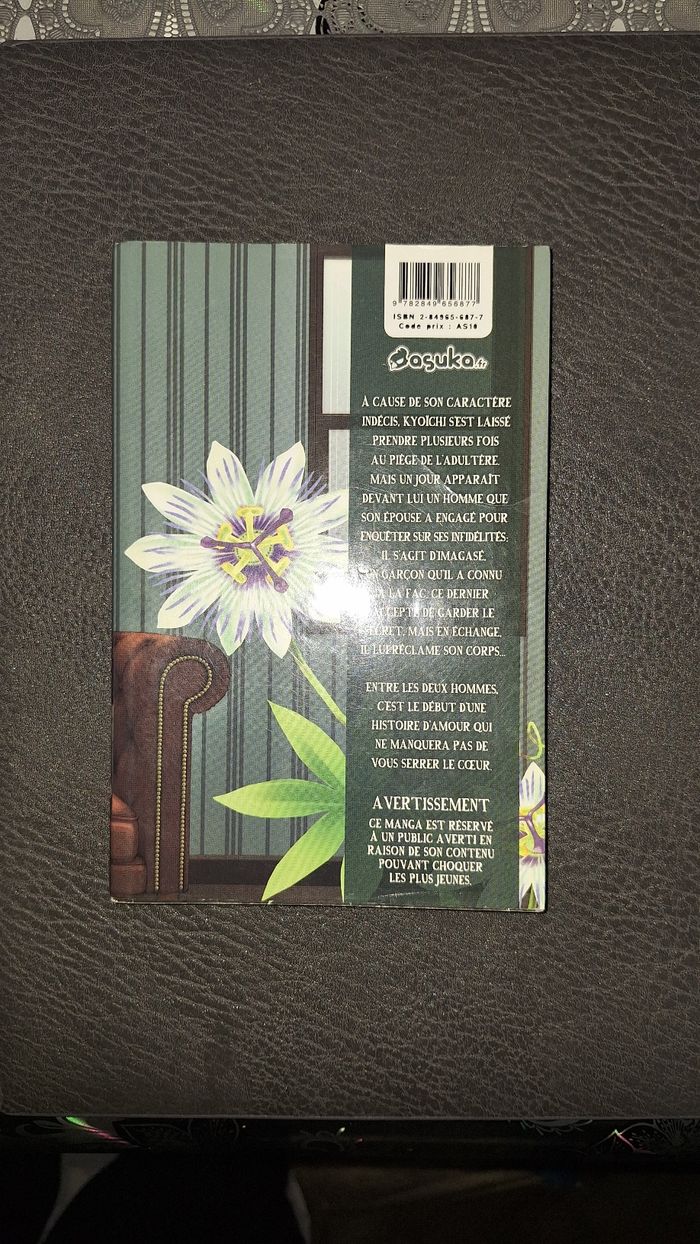 9 782849 656877
ISBN 2-84965-687-7
Code prix : AS10
asuka.fr
À CAUSE DE SON CARACTÈRE
INDÉCIS, KYOÏCHI S'EST LAISSÉ
PRENDRE PLUSIEURS FOIS
AU PIÈGE DE L'ADULTÈRE.
MAIS UN JOUR APPARAÎT
DEVANT LUI UN HOMME QUE
SON ÉPOUSE A ENGAGÉ POUR
ENQUÊTER SUR SES INFIDÉLITÉS :
IL S'AGIT D'IMAGASÉ,
UN GARÇON QU'IL A CONNU
À LA FAC. CE DERNIER
ACCEPTE DE GARDER LE
SECRET, MAIS EN ÉCHANGE,
IL LUI RÉCLAME SON CORPS...
ENTRE LES DEUX HOMMES,
C'EST LE DÉBUT D'UNE
HISTOIRE D'AMOUR QUI
NE MANQUERA PAS DE
VOUS SERRER LE CŒUR.
AVERTISSEMENT
CE MANGA EST RÉSERVÉ
À UN PUBLIC AVERTI EN
RAISON DE SON CONTENU
POUVANT CHOQUER
LES PLUS JEUNES.